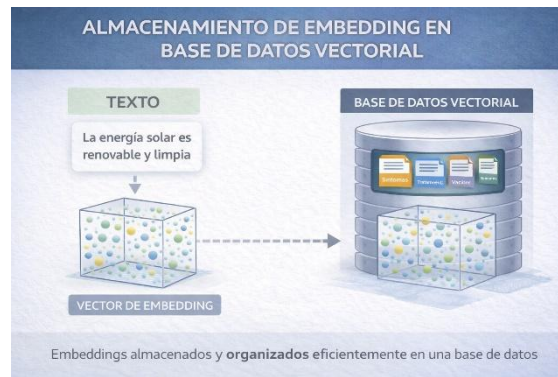 ALMACENAMIENTO DE EMBEDDING EN
BASE DE DATOS VECTORIAL
TEXTO
La energía solar es
renovable y limpia
VECTOR DE EMBEDDING
BASE DE DATOS VECTORIAL
Embeddings almacenados y organizados eficientemente en una base de datos